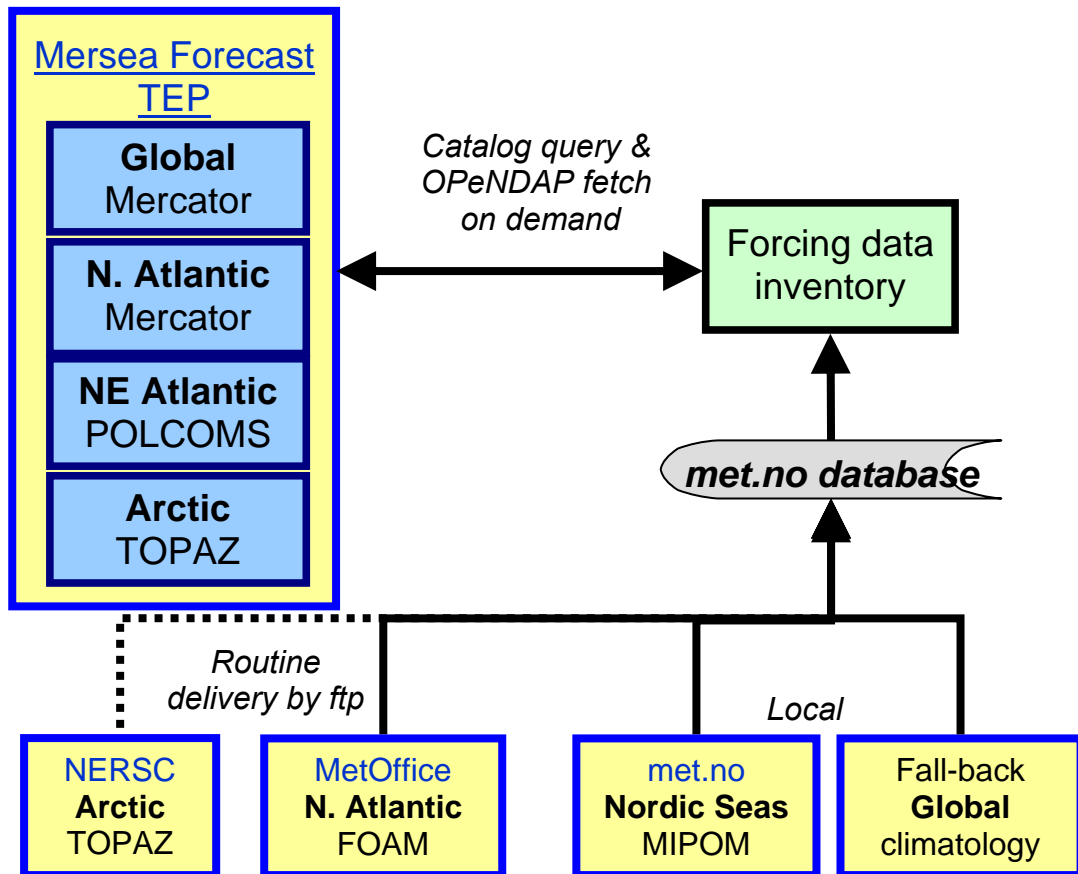 Mersea Forecast
TEP
Global
Mercator
N. Atlantic
Mercator
NE Atlantic
POLCOMS
Arctic
TOPAZ
Catalog query &
OPeNDAP fetch
on demand
Forcing data
inventory
met.no database
Routine
delivery by ftp
Local
NERSC
Arctic
TOPAZ
MetOffice
N. Atlantic
FOAM
met.no
Nordic Seas
MIPOM
Fall-back
Global
climatology